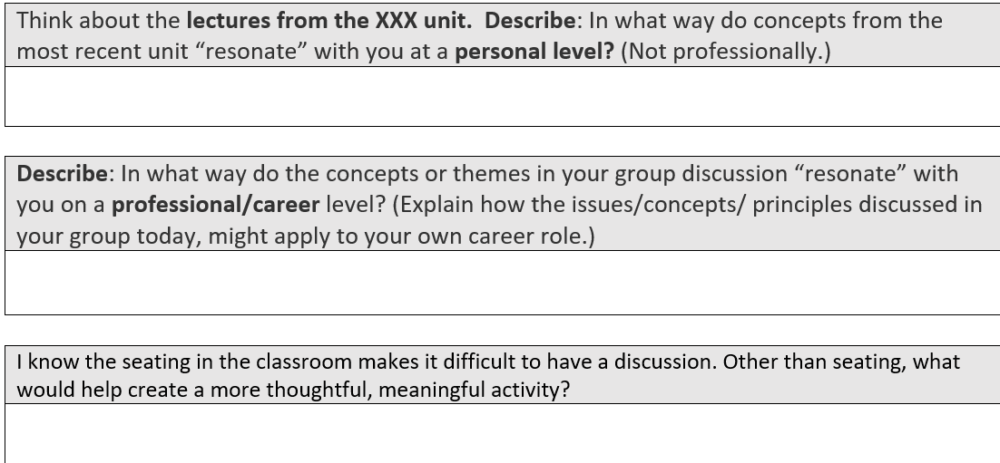 Think about the lectures from the XXX unit.  Describe: In what way do concepts from the
most recent unit “resonate” with you at a personal level? (Not professionally.)
Describe: In what way do the concepts or themes in your group discussion “resonate” with
you on a professional/career level? (Explain how the issues/concepts/ principles discussed in
your group today, might apply to your own career role.)
I know the seating in the classroom makes it difficult to have a discussion. Other than seating, what
would help create a more thoughtful, meaningful activity?